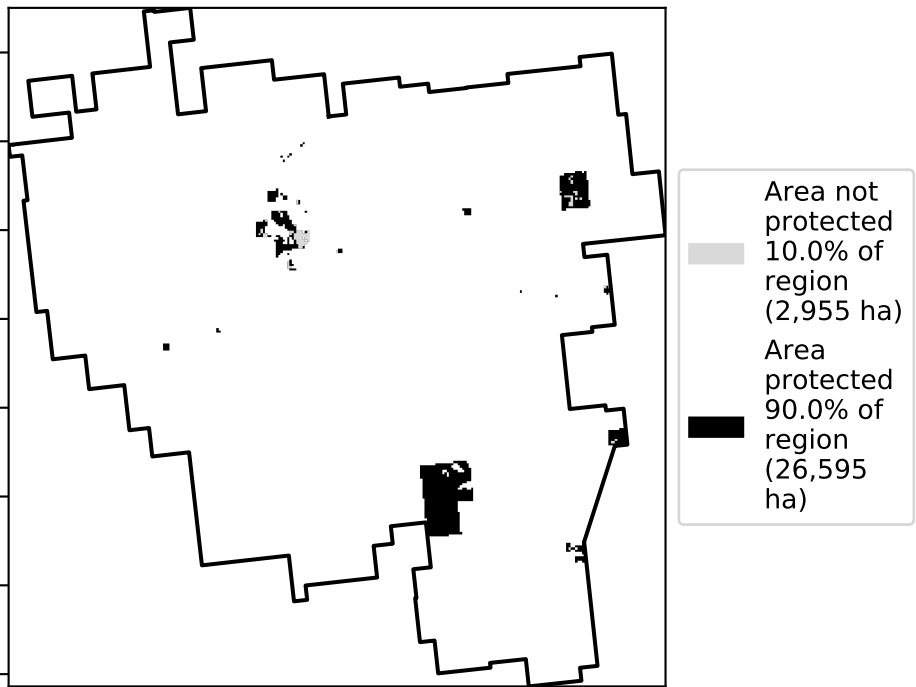 Area not
protected
10.0% of
region
(2,955 ha)
Area
protected
90.0% of
region
(26,595
ha)